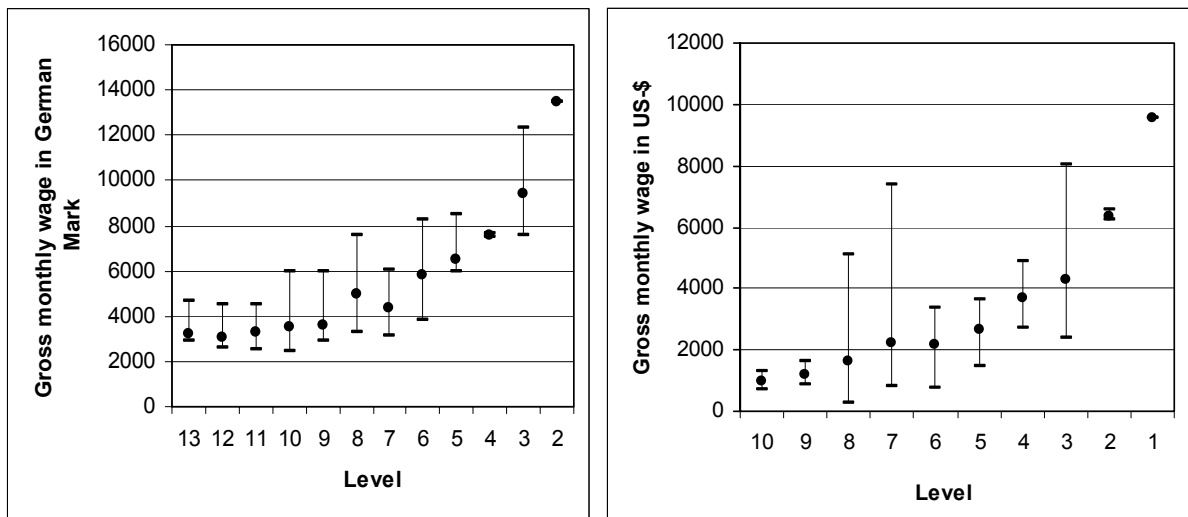 16000
14000
12000
10000
8000
6000
4000
2000
0
Gross monthly wage in German
Mark
13 12 11 10 9 8 7 6 5 4 3 2
Level
12000
10000
8000
6000
4000
2000
0
Gross monthly wage in US-$
10 9 8 7 6 5 4 3 2 1
Level